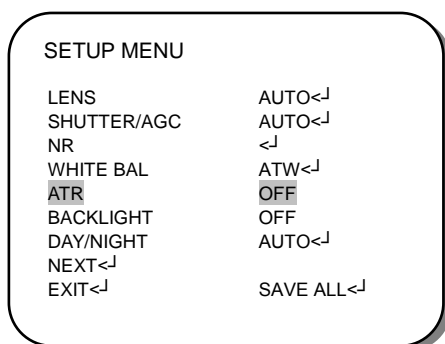 SETUP MENU
LENS AUTO<┘
SHUTTER/AGC AUTO<┘
NR <┘
WHITE BAL ATW<┘
ATR OFF
BACKLIGHT OFF
DAY/NIGHT AUTO<┘
NEXT<┘
EXIT<┘ SAVE ALL<┘